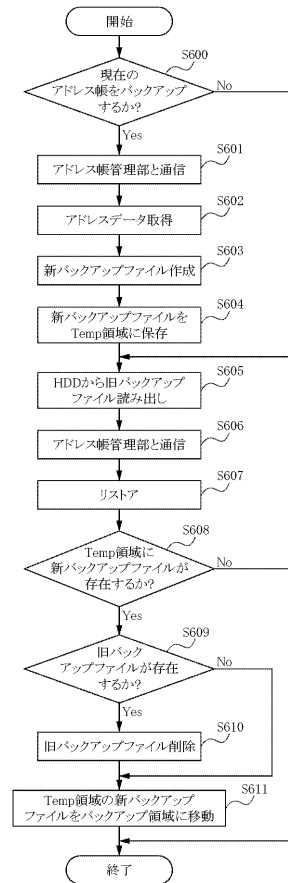 開始
S600
現在の
アドレス帳をバックアップ
するか?
No
Yes
S601
アドレス帳管理部と通信
S602
アドレスデータ取得
S603
新バックアップファイル作成
S604
新バックアップファイルを
Temp領域に保存
S605
HDDから旧バックアップ
ファイル読み出し
S606
アドレス帳管理部と通信
S607
リストア
S608
Temp領域に
新バックアップファイルが
存在するか?
No
Yes
S609
旧バック
アップファイルが存在
するか?
No
Yes
S610
旧バックアップファイル削除
S611
Temp領域の新バックアップ
ファイルをバックアップ領域に移動
終了